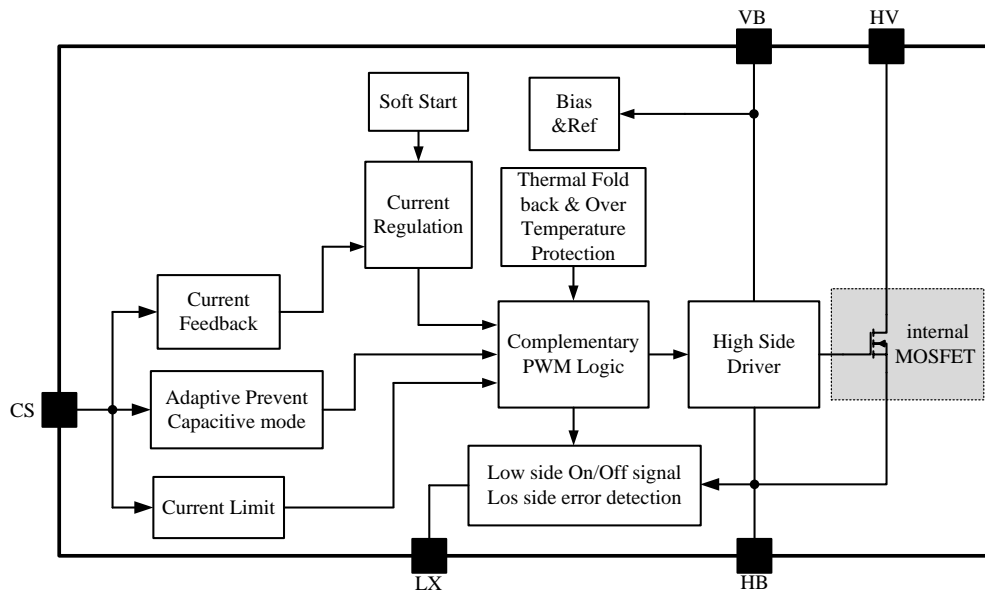 VB
HV
Soft Start
Bias
&Ref
Current
Regulation
Thermal Fold
back & Over
Temperature
Protection
Current
Feedback
Complementary
PWM Logic
High Side
Driver
internal
MOSFET
CS
Adaptive Prevent
Capacitive mode
Low side On/Off signal
Los side error detection
Current Limit
LX
HB